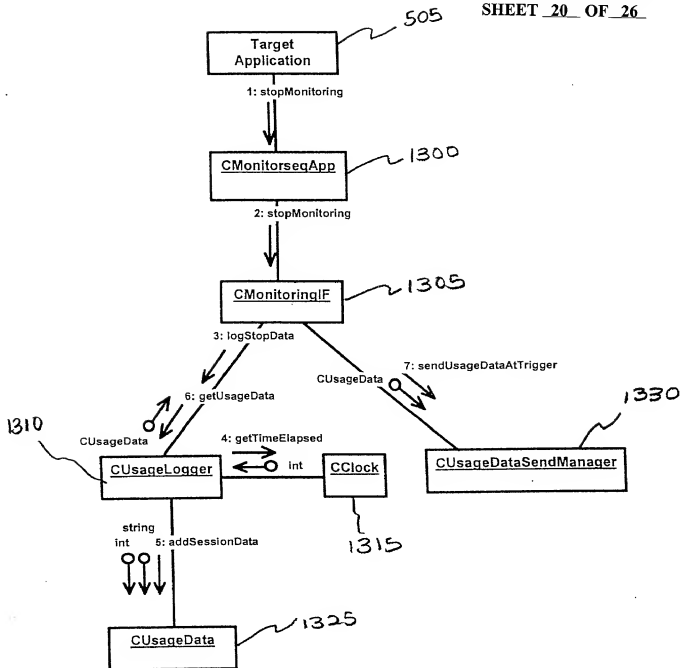 SHEET 20 OF 26
505
Target
Application
1: stopMonitoring
CMonitorseqApp
1300
2: stopMonitoring
CMonitoringIF
1305
3: logStopData
7: sendUsageDataAtTrigger
CUsageData
6: getUsageData
1330
1310
CUsageData
4: getTimeElapsed
CUsageLogger
int
CClock
CUsageDataSendManager
string
int
5: addSessionData
1315
CUsageData
1325